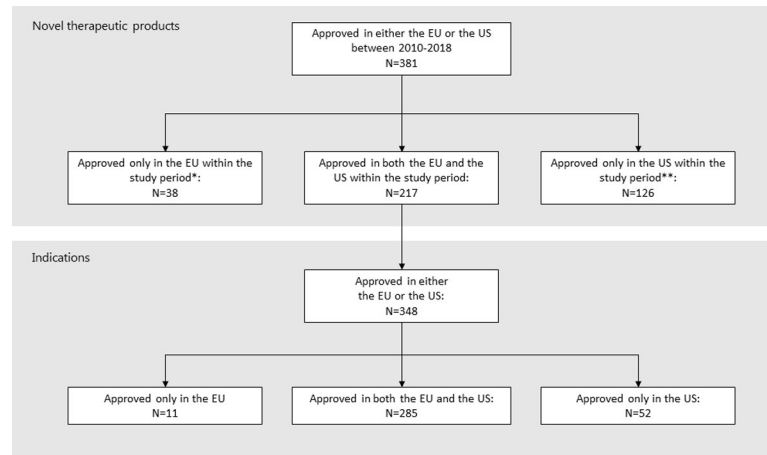 Novel therapeutic products
Approved in either the EU or the US
between 2010-2018
N=381
Approved only in the EU within the
study period*:
N=38
Approved in both the EU and the
US within the study period:
N=217
Approved only in the US within the
study period**:
N=126
Indications
Approved in either
the EU or the US:
N=348
Approved only in the EU
N=11
Approved in both the EU and the US:
N=285
Approved only in the US:
N=52